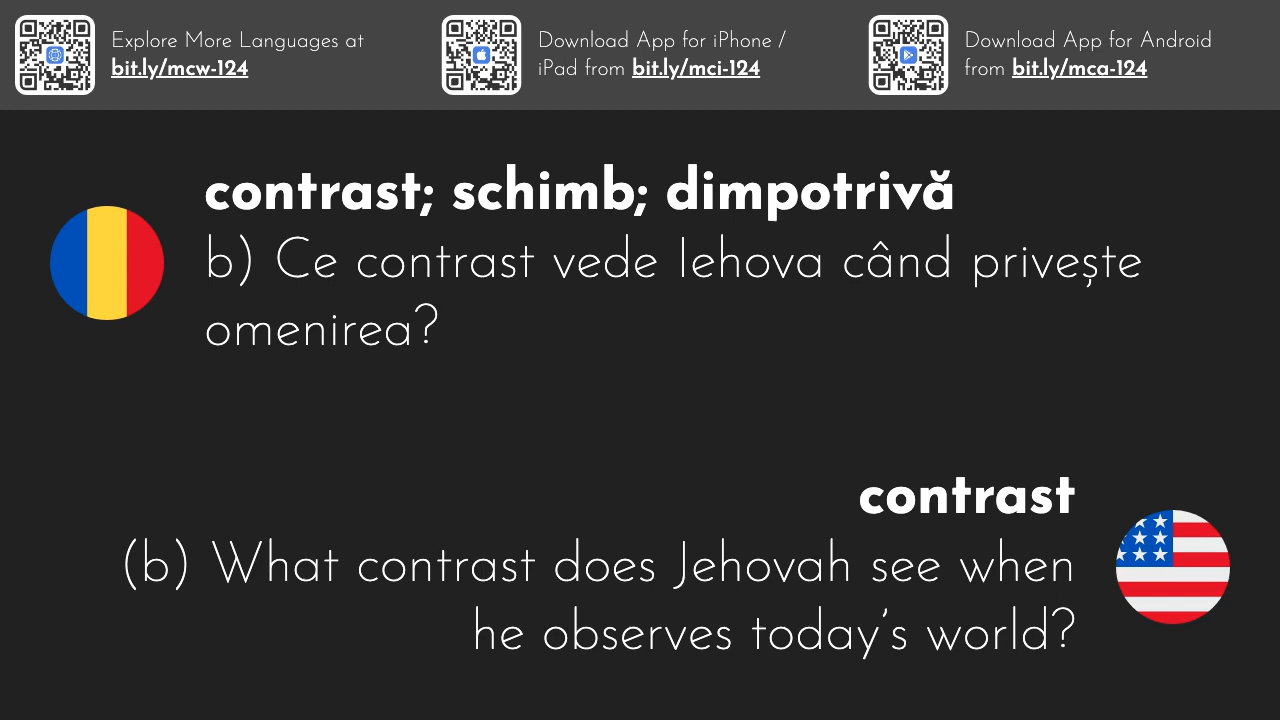 Explore More Languages at
bit.ly/mcw-124
Download App for iPhone /
iPad from bit.ly/mci-124
Download App for Android
from bit.ly/mca-124
contrast; schimb; dimpotrivă
b) Ce contrast vede Iehova când privește
omenirea?
contrast
(b) What contrast does Jehovah see when
he observes today’s world?